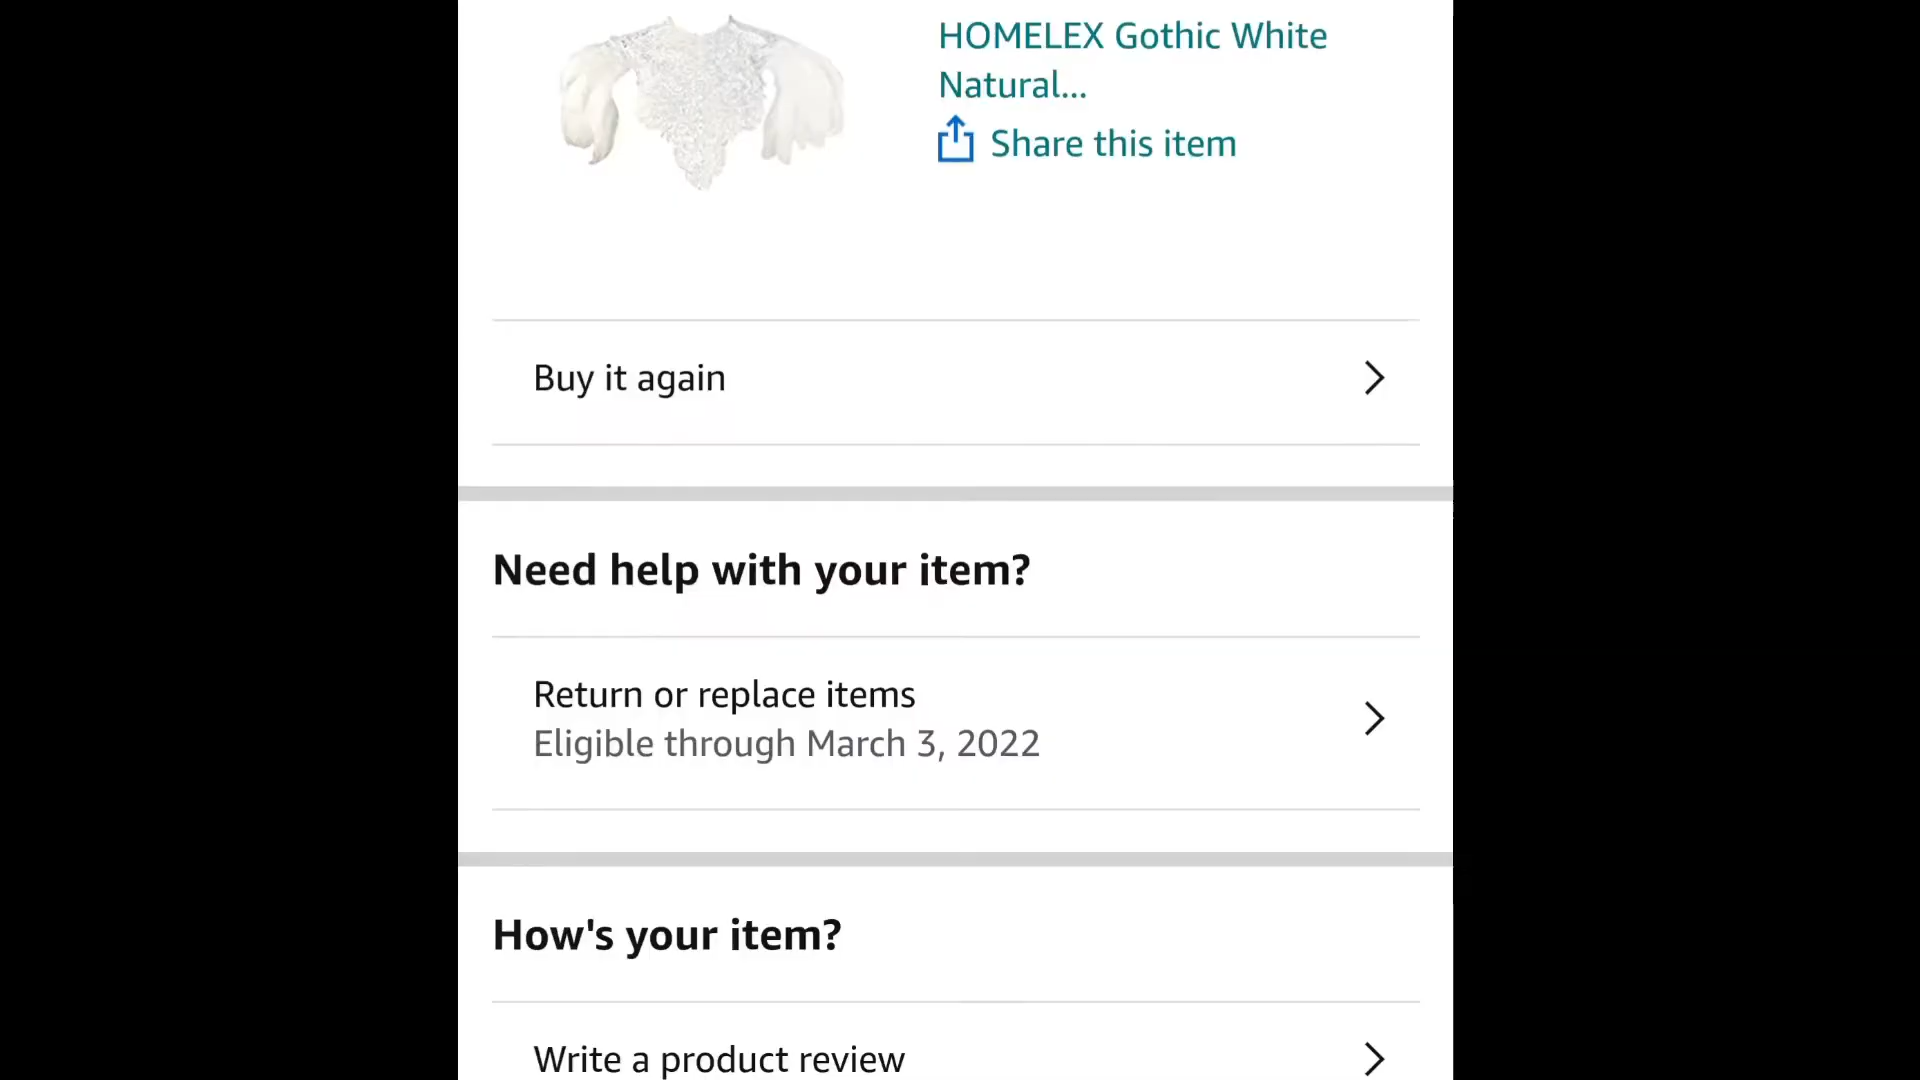 HOMELEX Gothic White
Natural...
Share this item
Buy it again
Need help with your item?
Return or replace items
Eligible through March 3, 2022
How's your item?
Write a product review